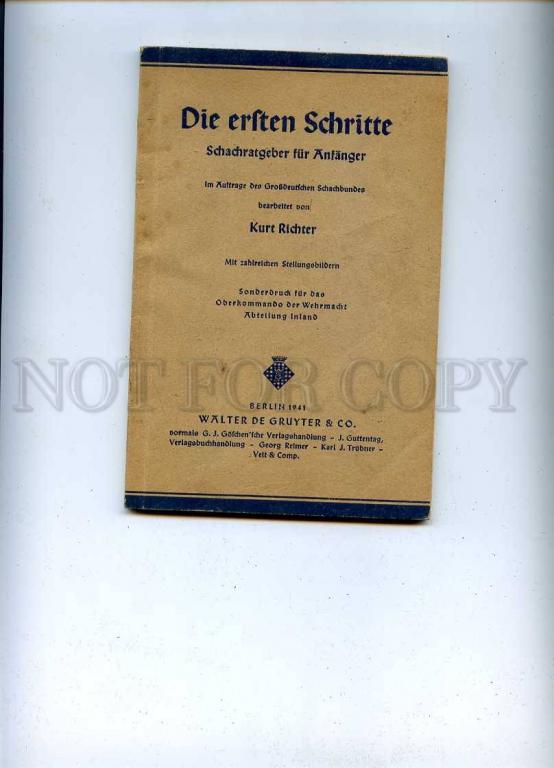 Die ersten Schritte
Schachratgeber für Anfänger
Im Auftrage des Großdeutschen Schachbundes
bearbeitet von
Kurt Richter
Mit zahlreichen Stellungsbildern
Sonderdruck für das
Oberkommando der Wehrmacht
Abteilung Inland
NOT FOR COPY
BERLIN 1941
WALTER DE GRUYTER & CO.
vormals G. J. Göschen'sche Verlagshandlung – J. Guttentag,
Verlagsbuchhandlung – Georg Reimer – Karl J. Trübner –
Veit & Comp.